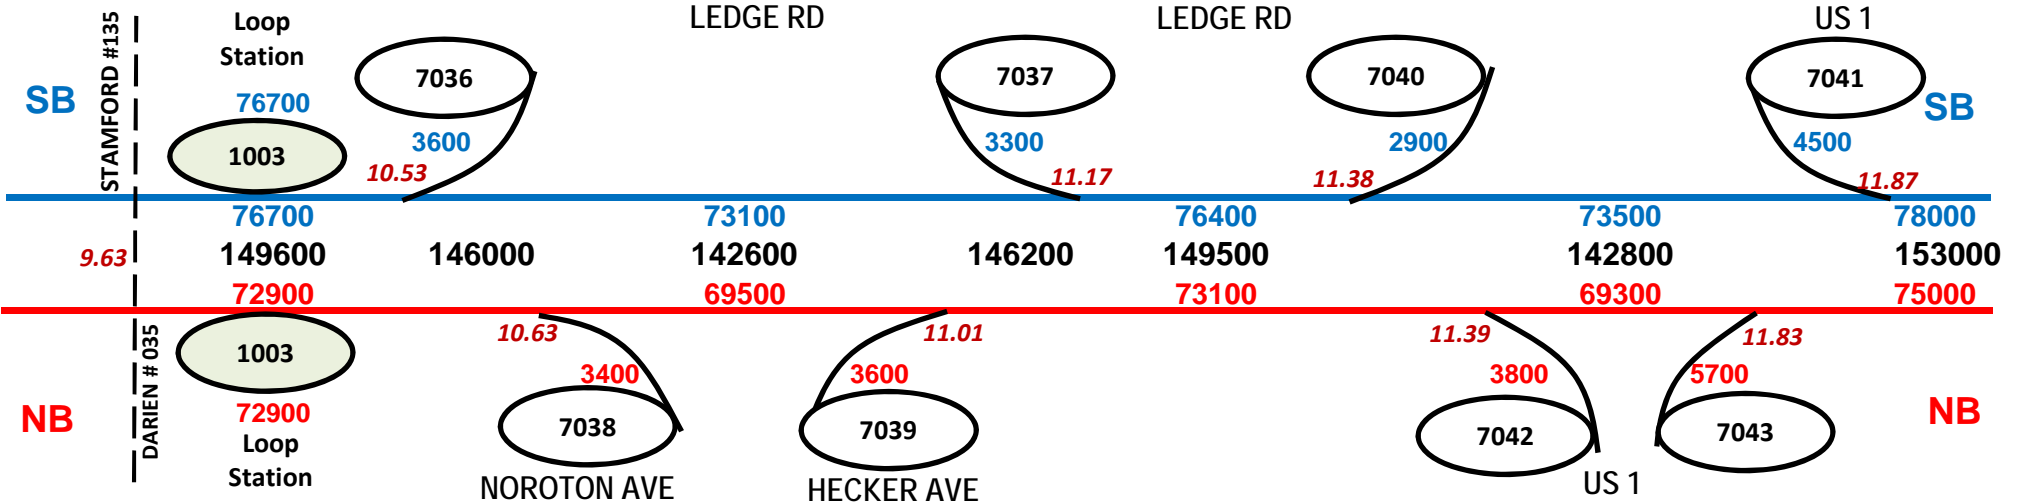 LEDGE RD
LEDGE RD
US 1
STAMFORD #135
Loop
Station
SB
76700
1003
7036
3600
10.53
7037
3300
11.17
7040
2900
11.38
7041
4500
11.87
SB
76700
73100
76400
73500
78000
9.63
149600
146000
142600
146200
149500
142800
153000
72900
69500
73100
69300
75000
DARIEN # 035
NB
1003
72900
Loop
Station
10.63
3400
7038
NOROTON AVE
11.01
3600
7039
HECKER AVE
11.39
3800
7042
US 1
11.83
5700
7043
NB